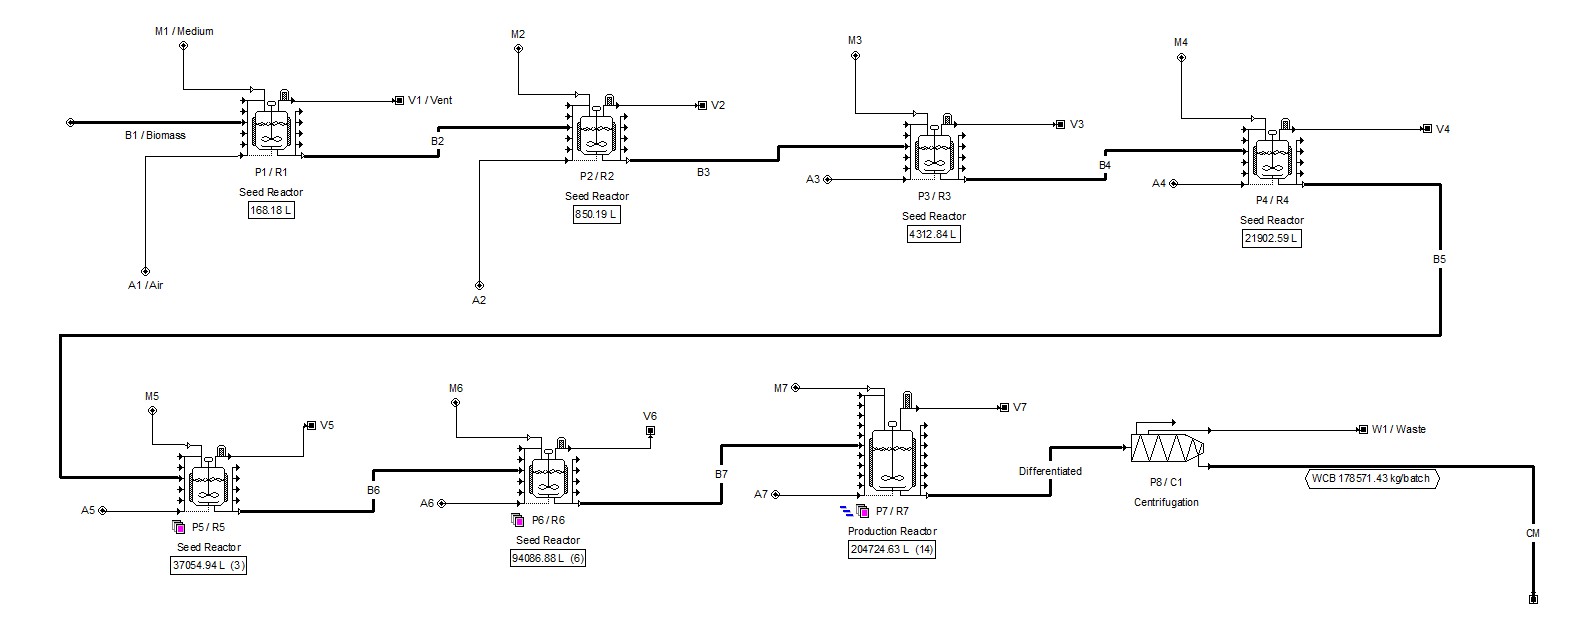 M1 / Medium
V1 / Vent
B1 / Biomass
P1 / R1
Seed Reactor
168.18 L
A1 / Air
B2
M2
V2
P2 / R2
Seed Reactor
850.19 L
A2
B3
M3
V3
A3
P3 / R3
Seed Reactor
4312.84 L
B4
M4
V4
A4
P4 / R4
Seed Reactor
21902.59 L
B5
M5
V5
A5
P5 / R5
Seed Reactor
37054.94 L (3)
B6
M6
V6
A6
P6 / R6
Seed Reactor
94086.88 L (6)
B7
M7
V7
A7
P7 / R7
Production Reactor
204724.63 L (14)
Differentiated
P8 / C1
Centrifugation
W1 / Waste
WCB 178571.43 kg/batch
CM